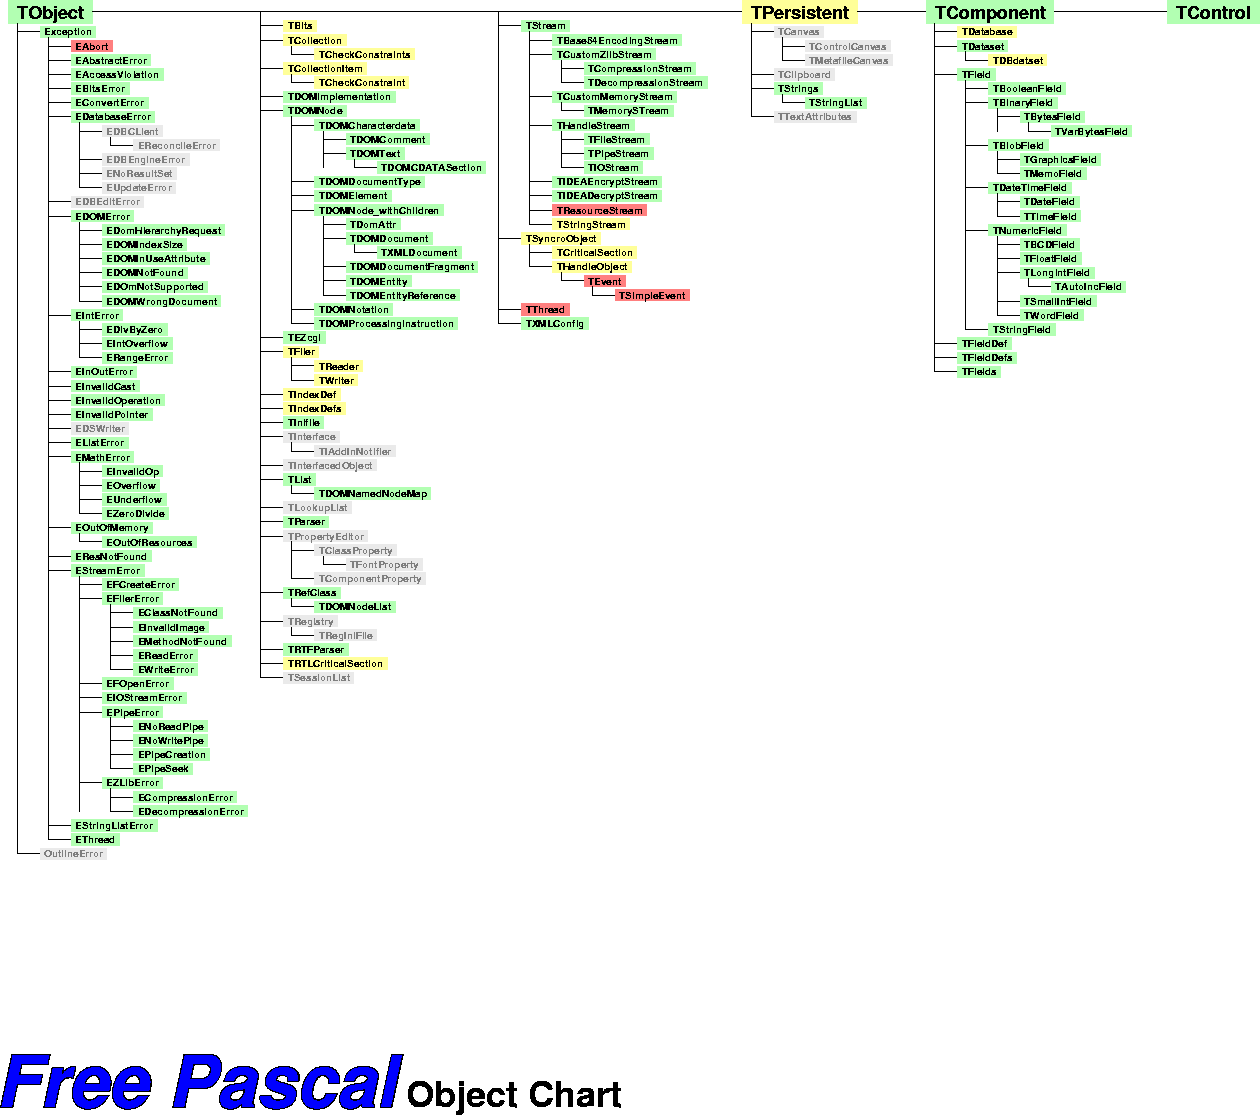 TObject
Exception
EAbort
EAbstractError
EAccessViolation
EBitsError
EConvertError
EDatabaseError
EDBCLient
EReconcileError
EDBEngineError
ENoResultSet
EUpdateError
EDBEditError
EDOMError
EDomHierarchyRequest
EDOMIndexSize
EDOMInUseAttribute
EDOMNotFound
EDOmNotSupported
EDOMWrongDocument
EIntError
EDivByZero
EIntOverflow
ERangeError
EInOutError
EInvalidCast
EInvalidOperation
EInvalidPointer
EDSWriter
EListError
EMathError
EInvalidOp
EOverflow
EUnderflow
EZeroDivide
EOutOfMemory
EOutOfResources
EResNotFound
EStreamError
EFCreateError
EFilerError
EClassNotFound
EInvalidImage
EMethodNotFound
EReadError
EWriteError
EFOpenError
EIOStreamError
EPipeError
ENoReadPipe
ENoWritePipe
EPipeCreation
EPipeSeek
EZLibError
ECompressionError
EDecompressionError
EStringListError
EThread
OutlineError
TBits
TCollection
TCheckConstraints
TCollectionItem
TCheckConstraint
TDOMImplementation
TDOMNode
TDOMCharacterdata
TDOMComment
TDOMText
TDOMCDATASection
TDOMDocumentType
TDOMElement
TDOMNode_withChildren
TDomAttr
TDOMDocument
TXMLDocument
TDOMDocumentFragment
TDOMEntity
TDOMEntityReference
TDOMNotation
TDOMProcessingInstruction
TEZcgi
TFiler
TReader
TWriter
TIndexDef
TIndexDefs
TInifile
TInterface
TIAddInNotifier
TInterfacedObject
TList
TDOMNamedNodeMap
TLookupList
TParser
TPropertyEditor
TClassProperty
TFontProperty
TComponentProperty
TRefClass
TDOMNodeList
TRegistry
TRegIniFile
TRTFParser
TRTLCriticalSection
TSessionList
TStream
TBase64EncodingStream
TCustomZlibStream
TCompressionStream
TDecompressionStream
TCustomMemoryStream
TMemorySTream
THandleStream
TFileStream
TPipeStream
TIOStream
TIDEAEncryptStream
TIDEADecryptStream
TResourceStream
TStringStream
TSyncroObject
TCriticalSection
THandleObject
TEvent
TSimpleEvent
TThread
TXMLConfig
TPersistent
TCanvas
TControlCanvas
TMetafileCanvas
TClipboard
TStrings
TStringList
TTextAttributes
TComponent
TDatabase
TDataset
TDBdataset
TField
TBooleanField
TBinaryField
TBytesField
TVarBytesField
TBlobField
TGraphicsField
TMemoField
TDateTimeField
TDateField
TTimeField
TNumericField
TBCDField
TFloatField
TLongIntField
TAutoIncField
TSmallIntField
TWordField
TStringField
TFieldDef
TFieldDefs
TFields
TControl
Free Pascal Object Chart